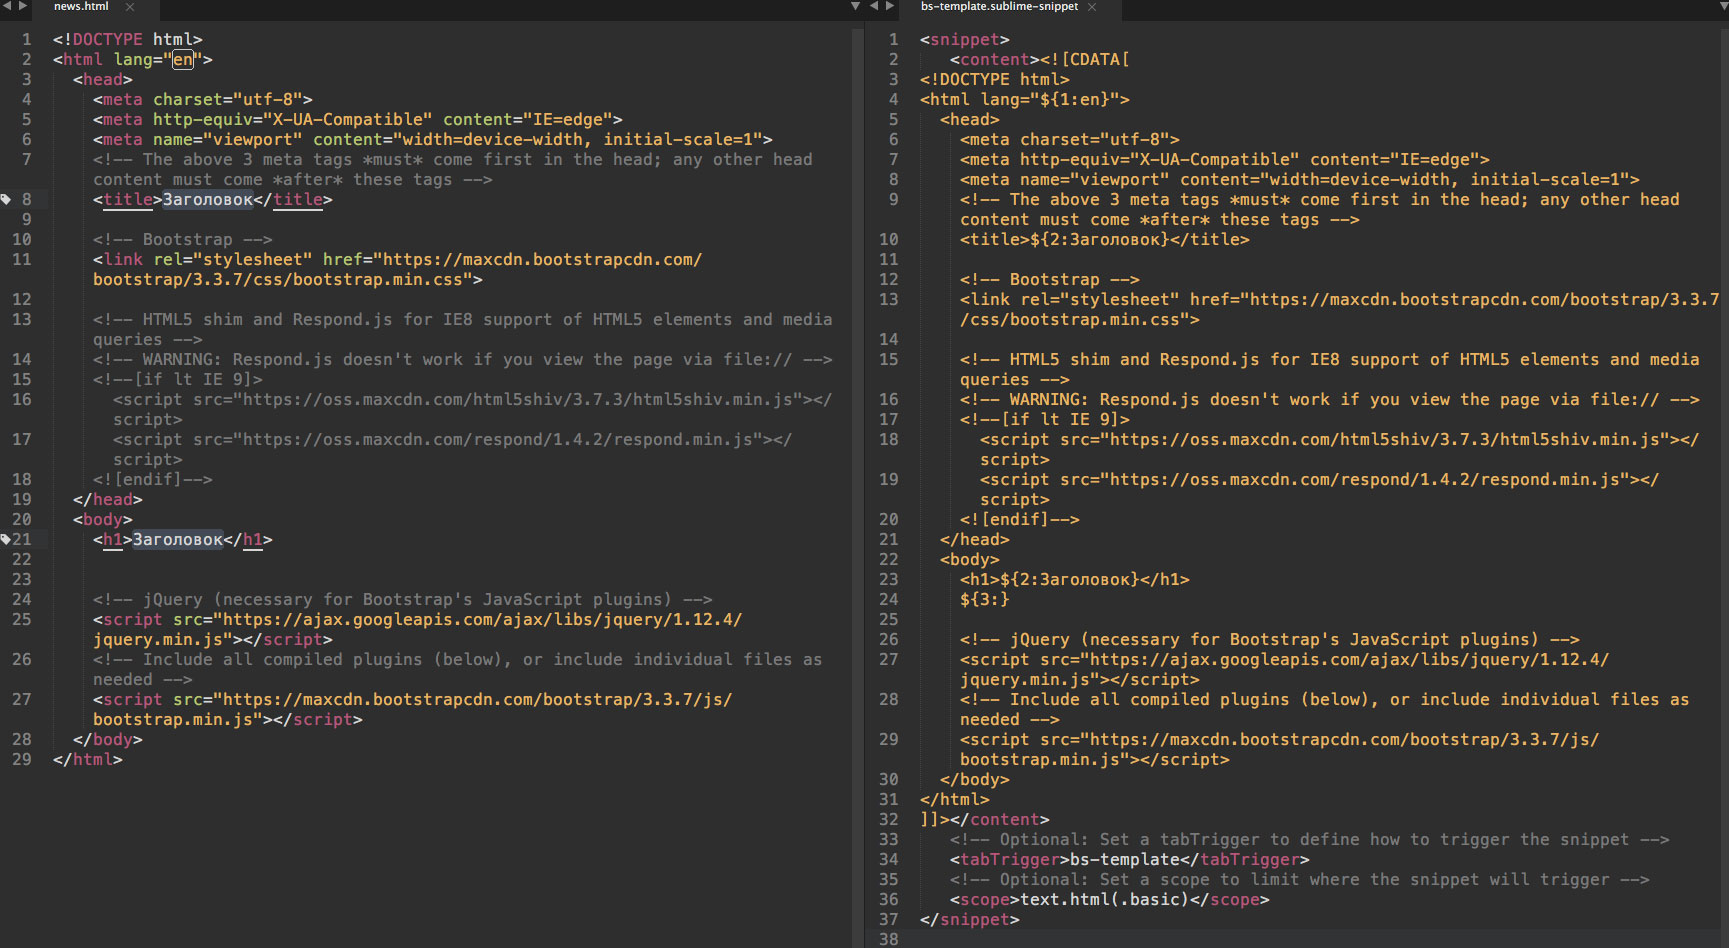 news.html
1 <!DOCTYPE html>
2 <html lang="en">
3 <head>
4 <meta charset="utf-8">
5 <meta http-equiv="X-UA-Compatible" content="IE=edge">
6 <meta name="viewport" content="width=device-width, initial-scale=1">
7 <!-- The above 3 meta tags *must* come first in the head; any other head
content must come *after* these tags -->
8 <title>Заголовок</title>
9
10 <!-- Bootstrap -->
11 <link rel="stylesheet" href="https://maxcdn.bootstrapcdn.com/
bootstrap/3.3.7/css/bootstrap.min.css">
12
13 <!-- HTML5 shim and Respond.js for IE8 support of HTML5 elements and media
queries -->
14 <!-- WARNING: Respond.js doesn't work if you view the page via file:// -->
15 <!--[if lt IE 9]>
16 <script src="https://oss.maxcdn.com/html5shiv/3.7.3/html5shiv.min.js"></
script>
17 <script src="https://oss.maxcdn.com/respond/1.4.2/respond.min.js"></
script>
18 <![endif]-->
19 </head>
20 <body>
21 <h1>Заголовок</h1>
22
23
24 <!-- jQuery (necessary for Bootstrap's JavaScript plugins) -->
25 <script src="https://ajax.googleapis.com/ajax/libs/jquery/1.12.4/
jquery.min.js"></script>
26 <!-- Include all compiled plugins (below), or include individual files as
needed -->
27 <script src="https://maxcdn.bootstrapcdn.com/bootstrap/3.3.7/js/
bootstrap.min.js"></script>
28 </body>
29 </html>
bs-template.sublime-snippet
1 <snippet>
2 <content><![CDATA[
3 <!DOCTYPE html>
4 <html lang="${1:en}">
5 <head>
6 <meta charset="utf-8">
7 <meta http-equiv="X-UA-Compatible" content="IE=edge">
8 <meta name="viewport" content="width=device-width, initial-scale=1">
9 <!-- The above 3 meta tags *must* come first in the head; any other head
content must come *after* these tags -->
10 <title>${2:Заголовок}</title>
11
12 <!-- Bootstrap -->
13 <link rel="stylesheet" href="https://maxcdn.bootstrapcdn.com/bootstrap/3.3.7
/css/bootstrap.min.css">
14
15 <!-- HTML5 shim and Respond.js for IE8 support of HTML5 elements and media
queries -->
16 <!-- WARNING: Respond.js doesn't work if you view the page via file:// -->
17 <!--[if lt IE 9]>
18 <script src="https://oss.maxcdn.com/html5shiv/3.7.3/html5shiv.min.js"></
script>
19 <script src="https://oss.maxcdn.com/respond/1.4.2/respond.min.js"></
script>
20 <![endif]-->
21 </head>
22 <body>
23 <h1>${2:Заголовок}</h1>
24 ${3:}
25
26 <!-- jQuery (necessary for Bootstrap's JavaScript plugins) -->
27 <script src="https://ajax.googleapis.com/ajax/libs/jquery/1.12.4/
jquery.min.js"></script>
28 <!-- Include all compiled plugins (below), or include individual files as
needed -->
29 <script src="https://maxcdn.bootstrapcdn.com/bootstrap/3.3.7/js/
bootstrap.min.js"></script>
30 </body>
31 </html>
32 ]]></content>
33 <!-- Optional: Set a tabTrigger to define how to trigger the snippet -->
34 <tabTrigger>bs-template</tabTrigger>
35 <!-- Optional: Set a scope to limit where the snippet will trigger -->
36 <scope>text.html(.basic)</scope>
37 </snippet>
38